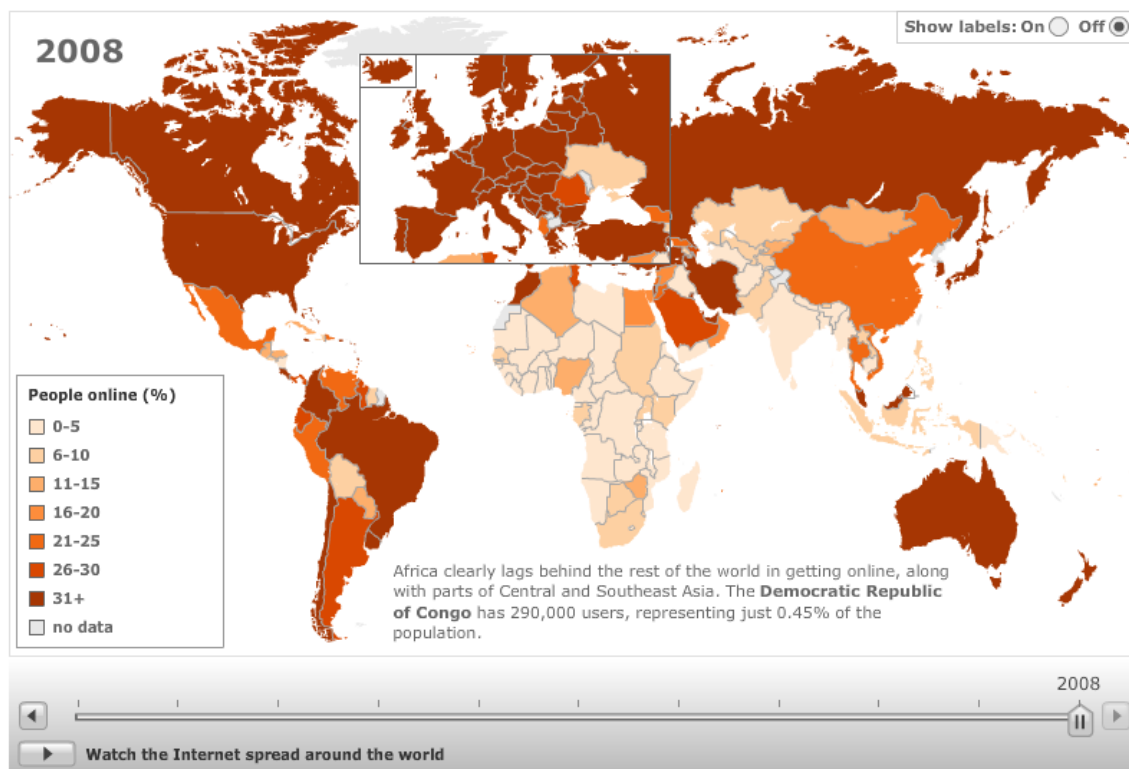 2008
Show labels: On Off
People online (%)
0-5
6-10
11-15
16-20
21-25
26-30
31+
no data
Africa clearly lags behind the rest of the world in getting online, along
with parts of Central and Southeast Asia. The Democratic Republic
of Congo has 290,000 users, representing just 0.45% of the
population.
2008
Watch the Internet spread around the world